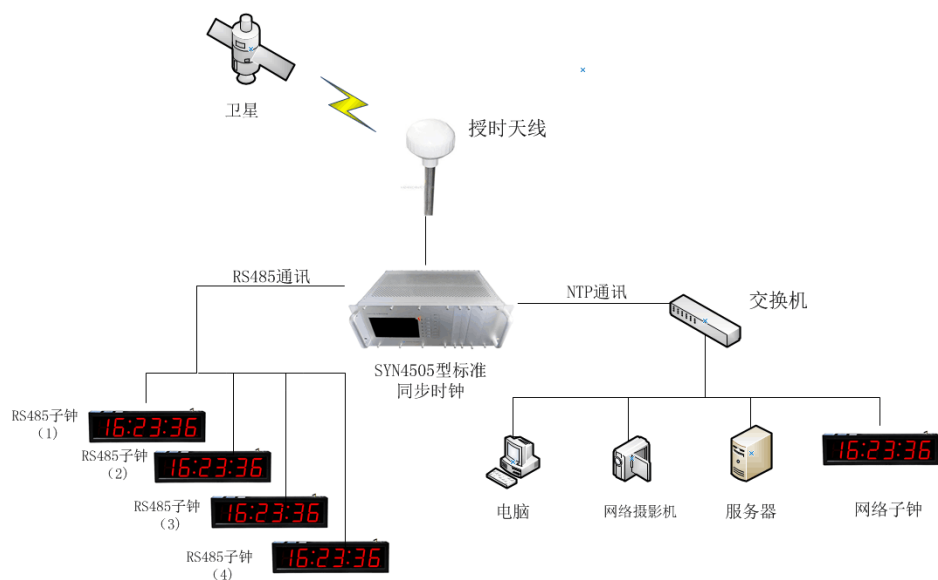 卫星
授时天线
RS485通讯
NTP通讯
交换机
SYN4505型标准
同步时钟
RS485子钟
(1)
16:23:36
RS485子钟
(2)
16:23:36
RS485子钟
(3)
16:23:36
RS485子钟
(4)
16:23:36
16:23:36
电脑
网络摄影机
服务器
网络子钟